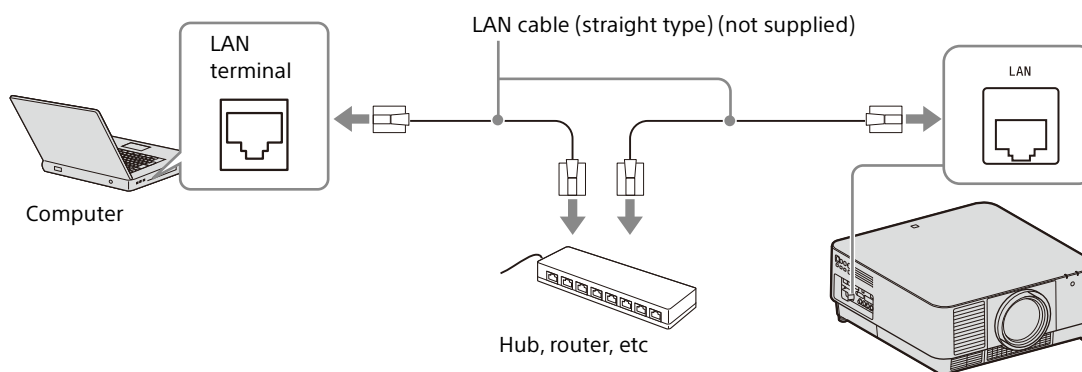 LAN cable (straight type) (not supplied)
LAN
terminal
LAN
Computer
Hub, router, etc